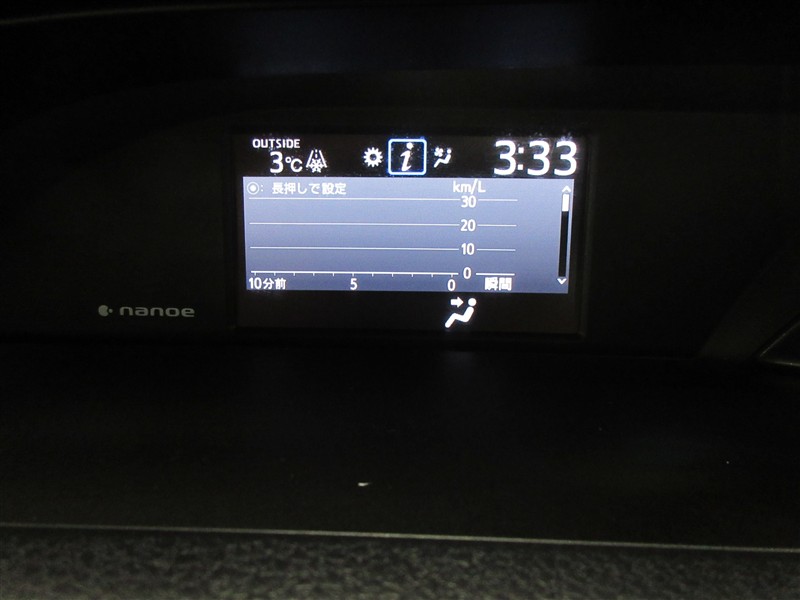 OUTSIDE
3℃ i 3:33
◉: 長押しで設定 km/L
30
20
10
0
10分前 5 0 瞬間
nanoe